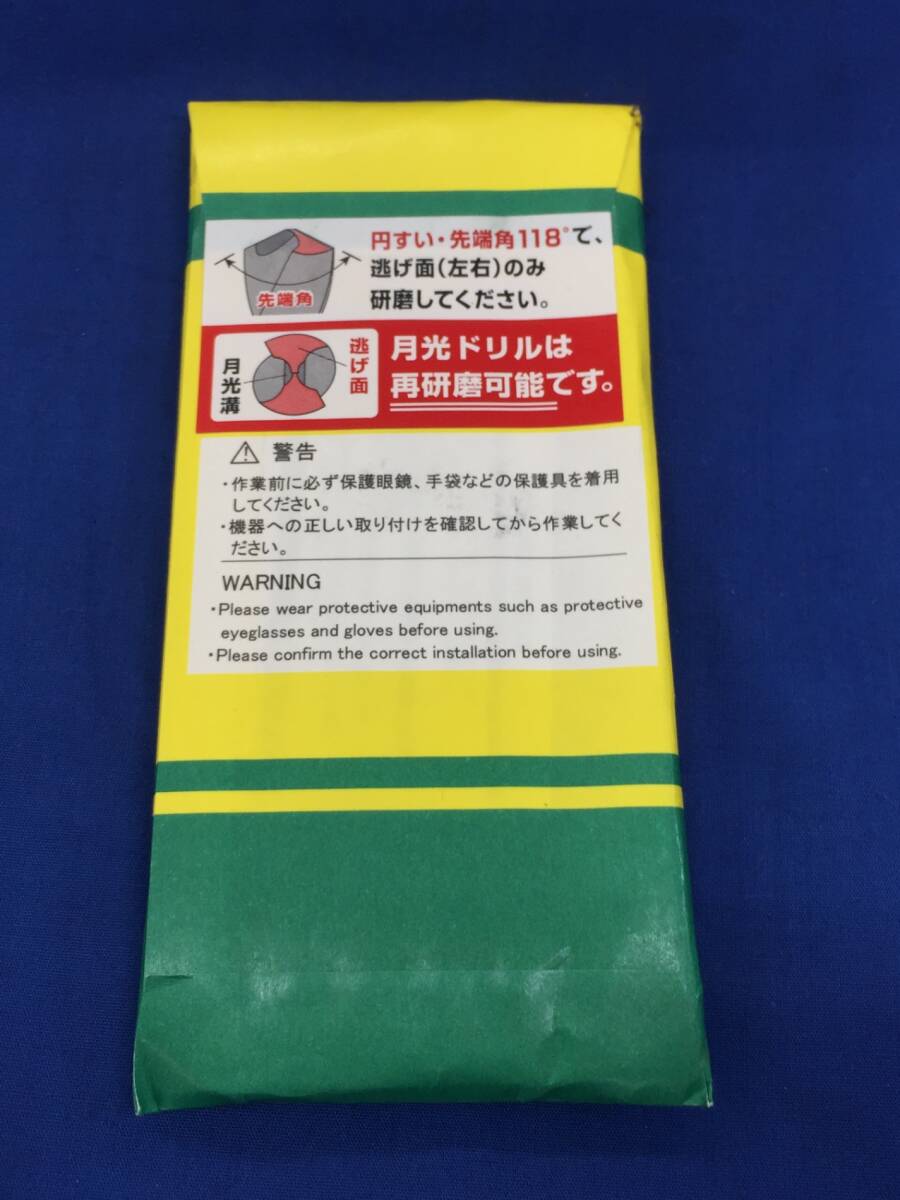 円すい・先端角118°で、
逃げ面(左右)のみ
研磨してください。
先端角
月光ドリルは
再研磨可能です。
月光溝
逃げ面
警告
・作業前に必ず保護眼鏡、手袋などの保護具を着用
してください。
・機器への正しい取り付けを確認してから作業してく
ださい。
WARNING
・Please wear protective equipments such as protective
eyeglasses and gloves before using.
・Please confirm the correct installation before using.